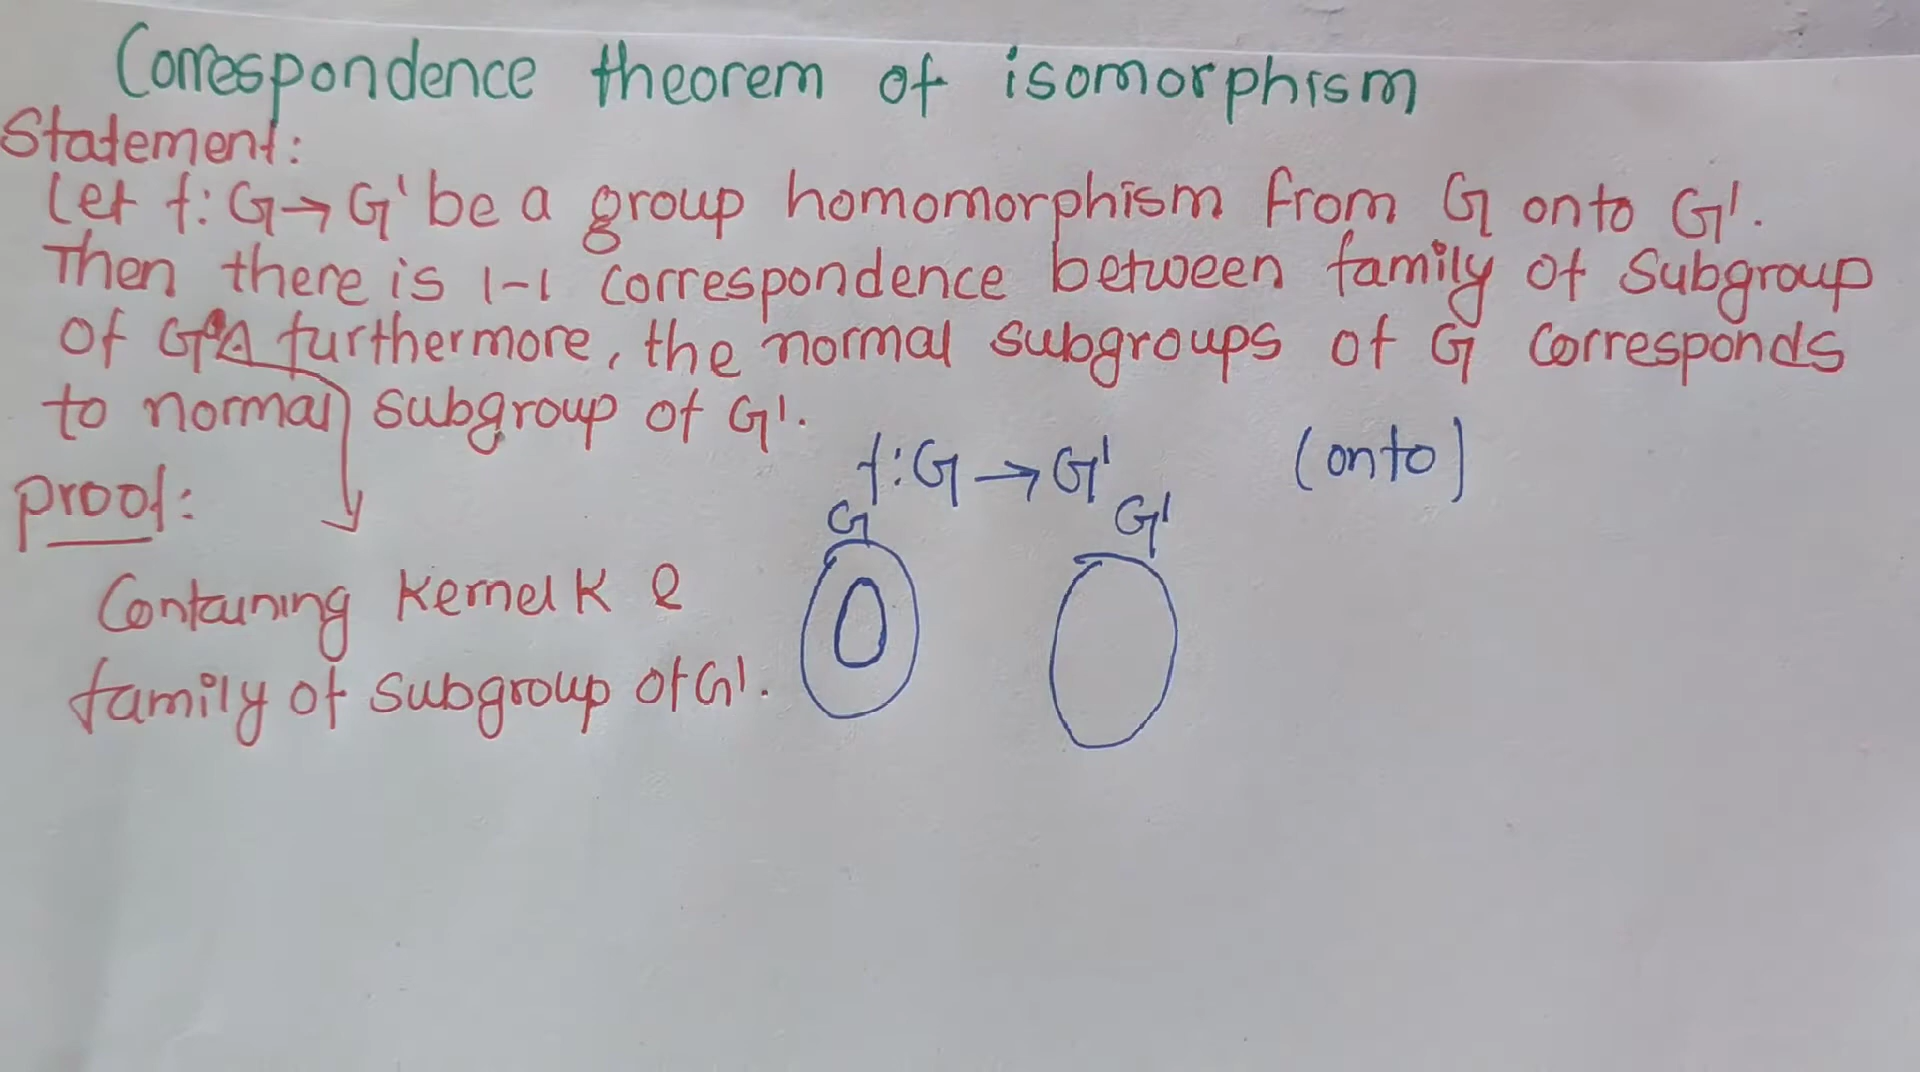 Correspondence theorem of isomorphism
Statement:
Let f: G→G' be a group homomorphism from G onto G'.
Then there is 1-1 correspondence between family of subgroup
of G furthermore, the normal subgroups of G corresponds
to normal subgroup of G'.
f: G → G' (onto)
proof:
G G'
Containing Kernel K &
family of subgroup of G'.